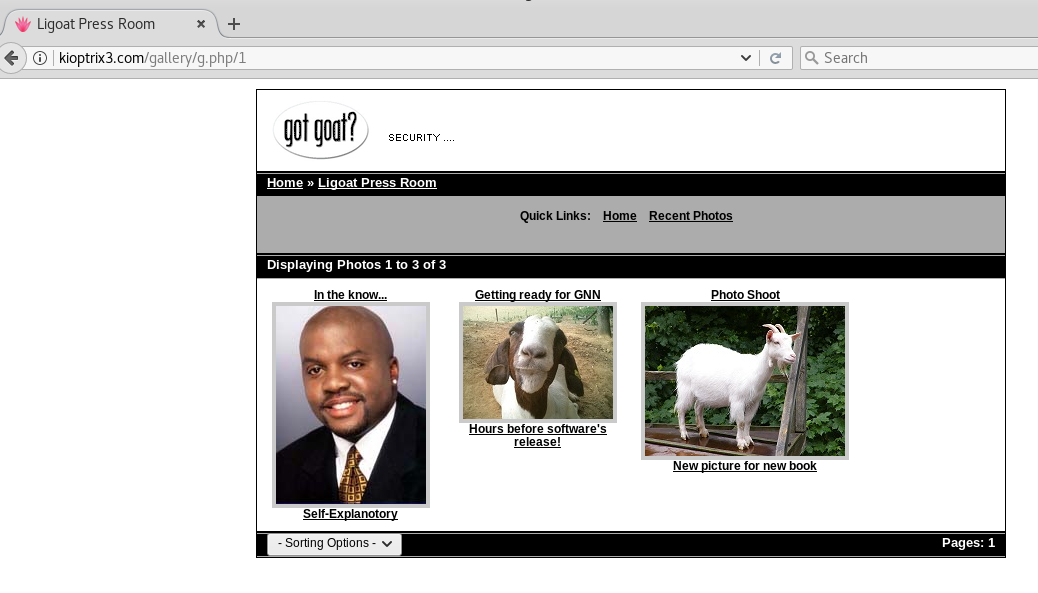 Ligoat Press Room
kioptrix3.com/gallery/g.php/1
Search
got goat?
SECURITY ....
Home » Ligoat Press Room
Quick Links: Home Recent Photos
Displaying Photos 1 to 3 of 3
In the know...
Getting ready for GNN
Photo Shoot
Hours before software's
release!
New picture for new book
Self-Explanotory
- Sorting Options -
Pages: 1